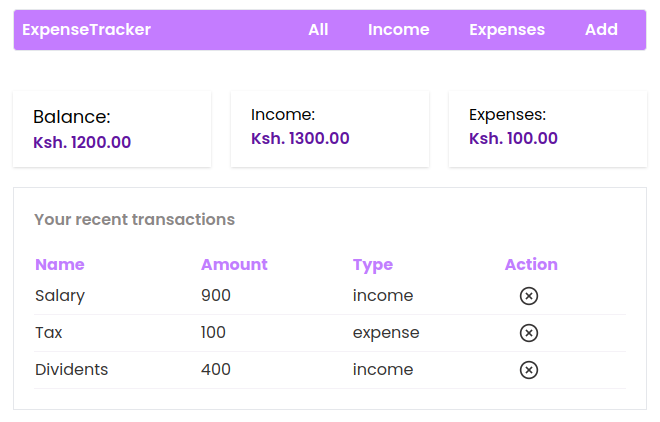 ExpenseTracker All Income Expenses Add
Balance: Income: Expenses:
Ksh. 1200.00 Ksh. 1300.00 Ksh. 100.00
Your recent transactions
Name Amount Type Action
Salary 900 income
Tax 100 expense
Dividents 400 income